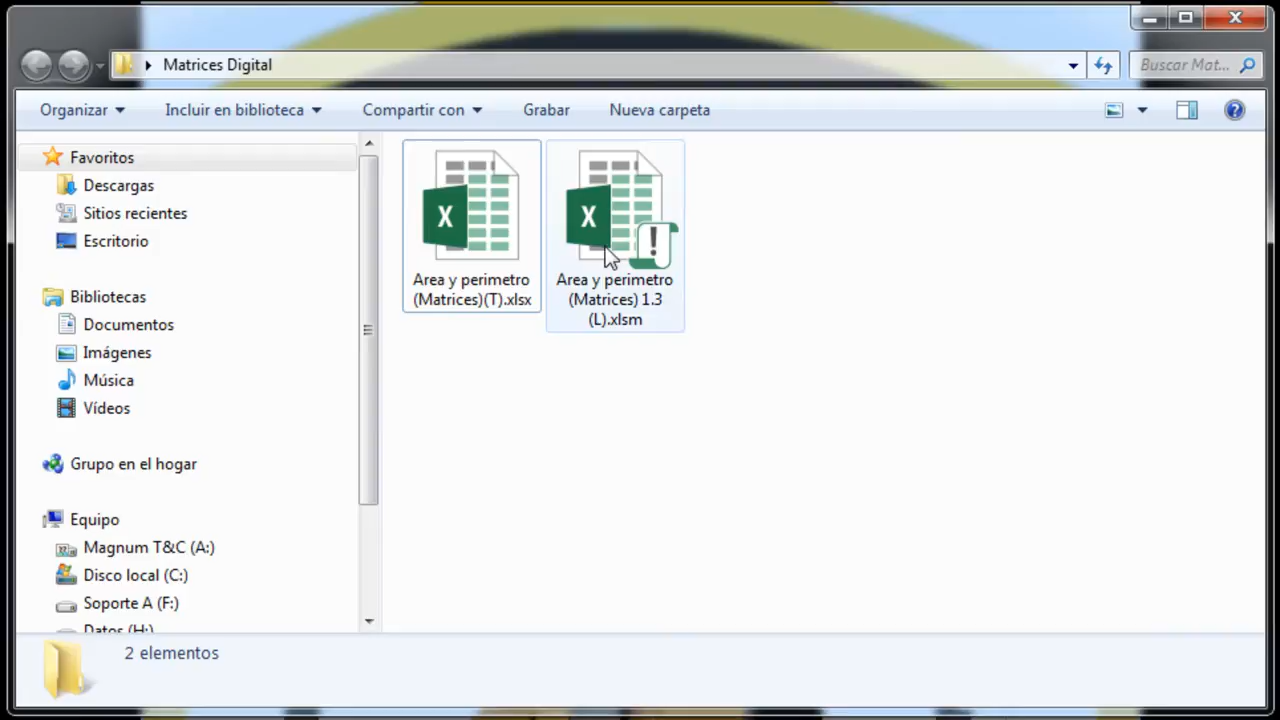 Matrices Digital
Buscar Mat...
Organizar
Incluir en biblioteca
Compartir con
Grabar
Nueva carpeta
Favoritos
Descargas
Sitios recientes
Escritorio
Bibliotecas
Documentos
Imágenes
Música
Vídeos
Grupo en el hogar
Equipo
Magnum T&C (A:)
Disco local (C:)
Soporte A (F:)
Datos (H:)
X
Area y perimetro
(Matrices)(T).xlsx
X
Area y perimetro
(Matrices) 1.3
(L).xlsm
2 elementos